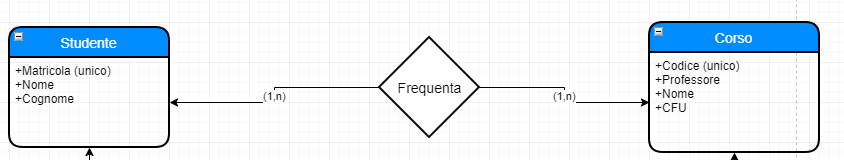 Studente
+Matricola (unico)
+Nome
+Cognome
(1,n)
Frequenta
(1,n)
Corso
+Codice (unico)
+Professore
+Nome
+CFU